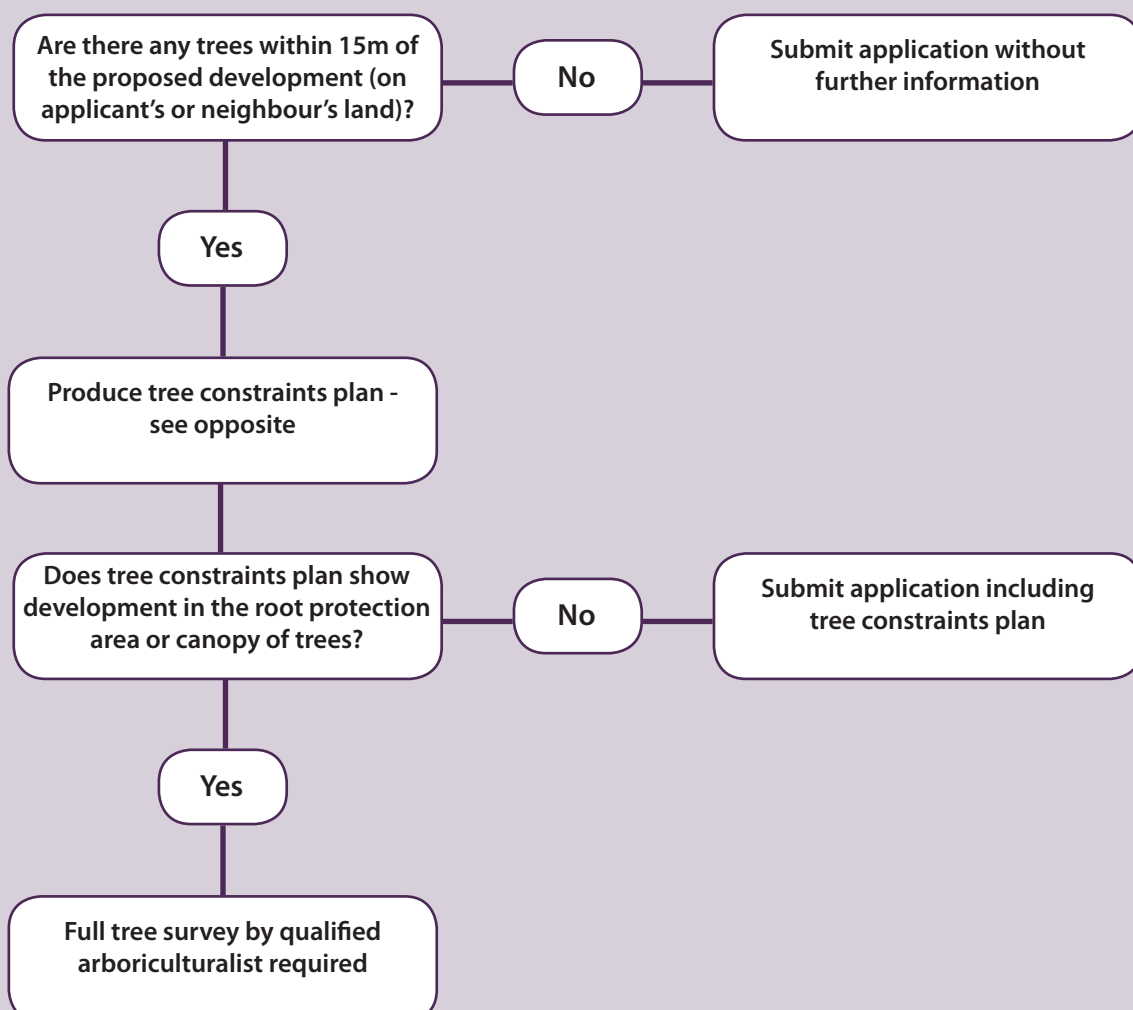 Are there any trees within 15m of
the proposed development (on
applicant’s or neighbour’s land)?
No
Submit application without
further information
Yes
Produce tree constraints plan -
see opposite
Does tree constraints plan show
development in the root protection
area or canopy of trees?
No
Submit application including
tree constraints plan
Yes
Full tree survey by qualified
arboriculturalist required